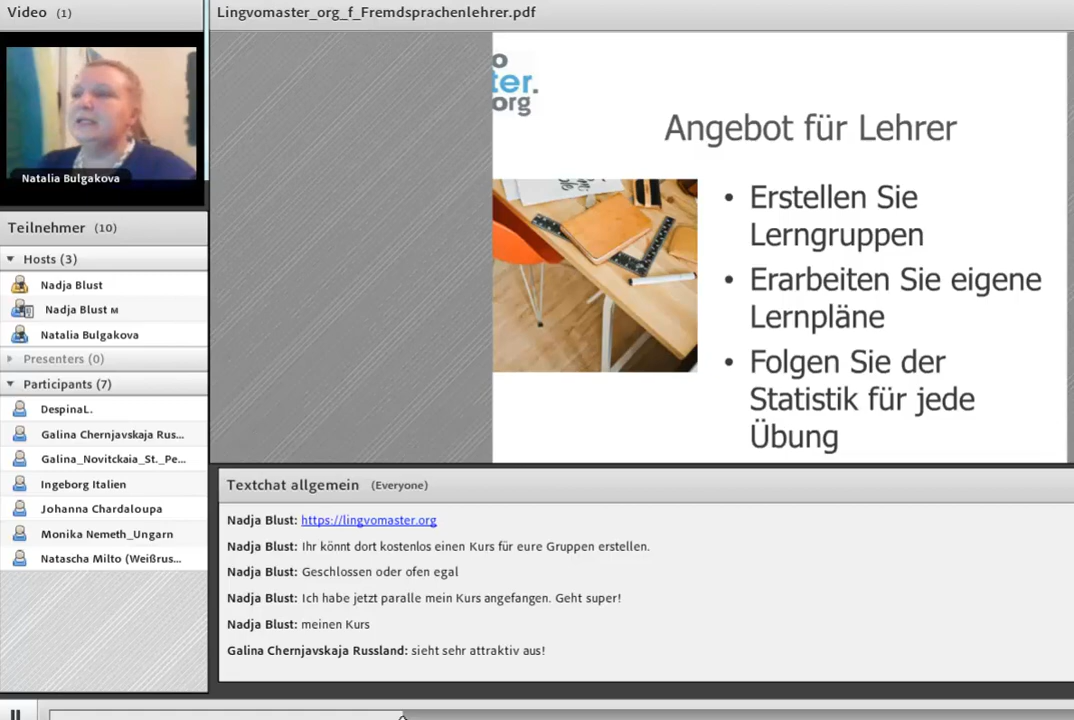 Video (1)
Lingvomaster_org_f_Fremdsprachenlehrer.pdf
Natalia Bulgakova
Teilnehmer (10)
Hosts (3)
Nadja Blust
Nadja Blust м
Natalia Bulgakova
Presenters (0)
Participants (7)
DespinaL.
Galina Chernjavskaja Rus...
Galina_Novitckaia_St._Pe...
Ingeborg Italien
Johanna Chardaloupa
Monika Nemeth_Ungarn
Natascha Milto (Weißrus...
o
ter.
org
Angebot für Lehrer
• Erstellen Sie
Lerngruppen
• Erarbeiten Sie eigene
Lernpläne
• Folgen Sie der
Statistik für jede
Übung
Textchat allgemein (Everyone)
Nadja Blust: https://lingvomaster.org
Nadja Blust: Ihr könnt dort kostenlos einen Kurs für eure Gruppen erstellen.
Nadja Blust: Geschlossen oder ofen egal
Nadja Blust: Ich habe jetzt paralle mein Kurs angefangen. Geht super!
Nadja Blust: meinen Kurs
Galina Chernjavskaja Russland: sieht sehr attraktiv aus!